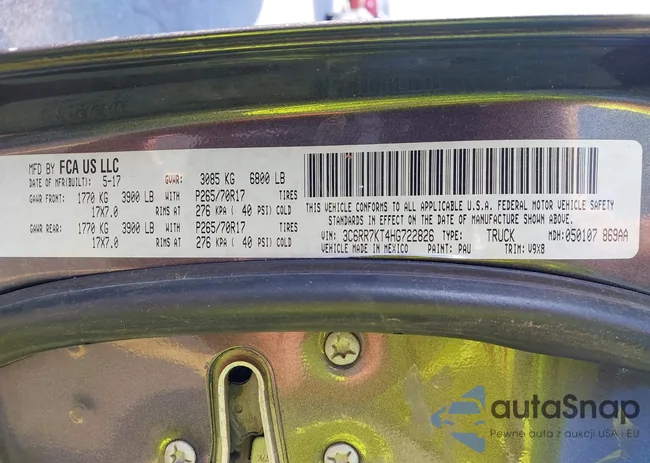 MFD BY FCA US LLC
DATE OF MFR(BUILT): 5-17 GVWR: 3085 KG 6800 LB
GAWR FRONT: 1770 KG 3900 LB WITH P265/70R17 TIRES
17X7.0 RIMS AT 276 KPA ( 40 PSI) COLD
GAWR REAR: 1770 KG 3900 LB WITH P265/70R17 TIRES
17X7.0 RIMS AT 276 KPA ( 40 PSI) COLD
THIS VEHICLE CONFORMS TO ALL APPLICABLE U.S.A. FEDERAL MOTOR VEHICLE SAFETY
STANDARDS IN EFFECT ON THE DATE OF MANUFACTURE SHOWN ABOVE.
VIN: 3C6RR7KT4HG722826 TYPE: TRUCK MDH:050107 869AA
VEHICLE MADE IN MEXICO PAINT: PAU TRIM: V9X8
autaSnap
Pewne auta z aukcji USA i EU